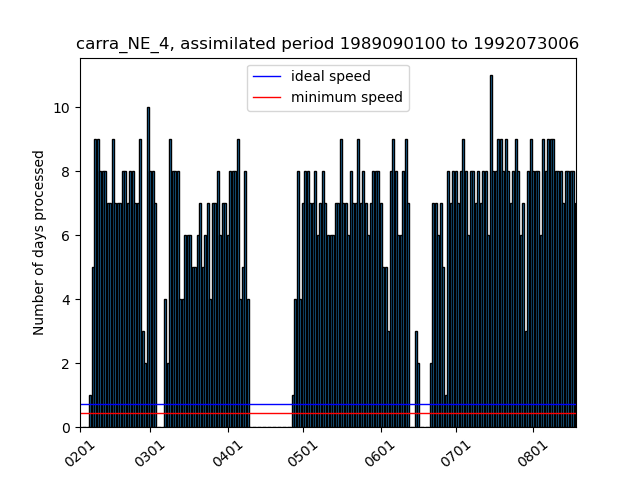 carra_NE_4, assimilated period 1989090100 to 1992073006
ideal speed
minimum speed
Number of days processed
10
8
6
4
2
0
0201 0301 0401 0501 0601 0701 0801